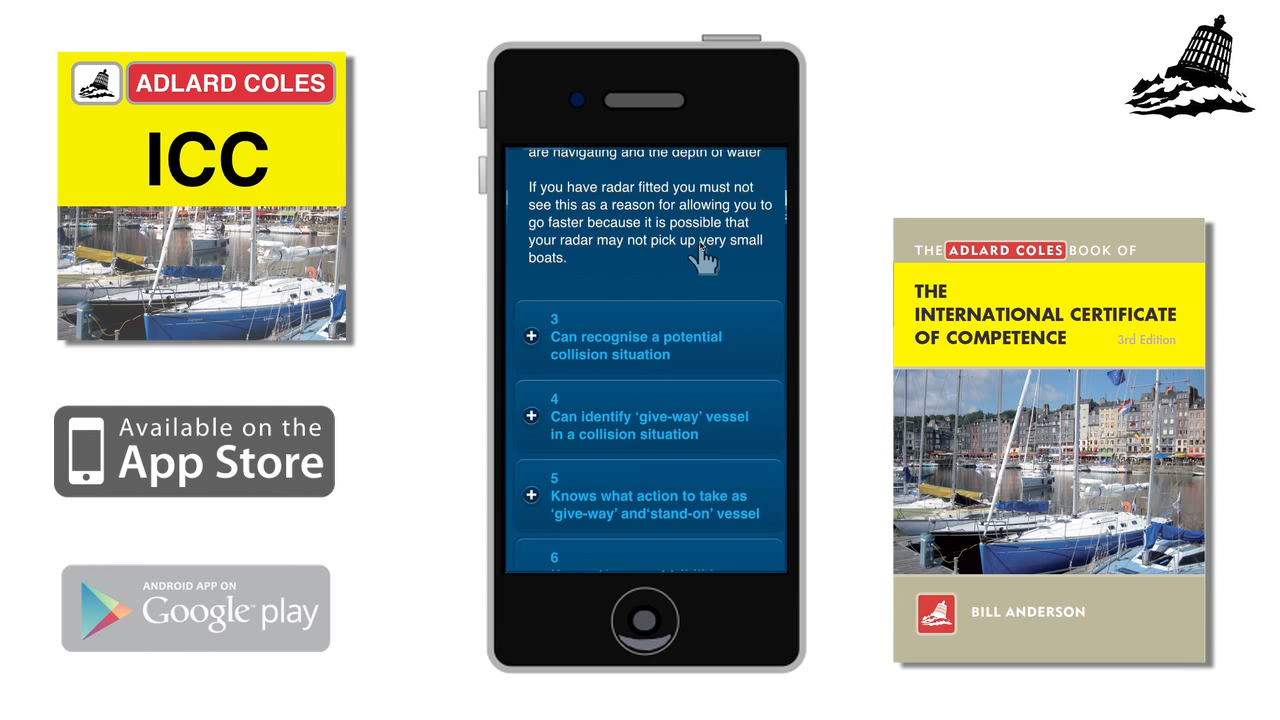 ADLARD COLES
ICC
Available on the
App Store
ANDROID APP ON
Google play
are navigating and the depth of water
If you have radar fitted you must not
see this as a reason for allowing you to
go faster because it is possible that
your radar may not pick up very small
boats.
3
Can recognise a potential
collision situation
4
Can identify ‘give-way’ vessel
in a collision situation
5
Knows what action to take as
‘give-way’ and‘stand-on’ vessel
6
THE ADLARD COLES BOOK OF
THE
INTERNATIONAL CERTIFICATE
OF COMPETENCE 3rd Edition
BILL ANDERSON